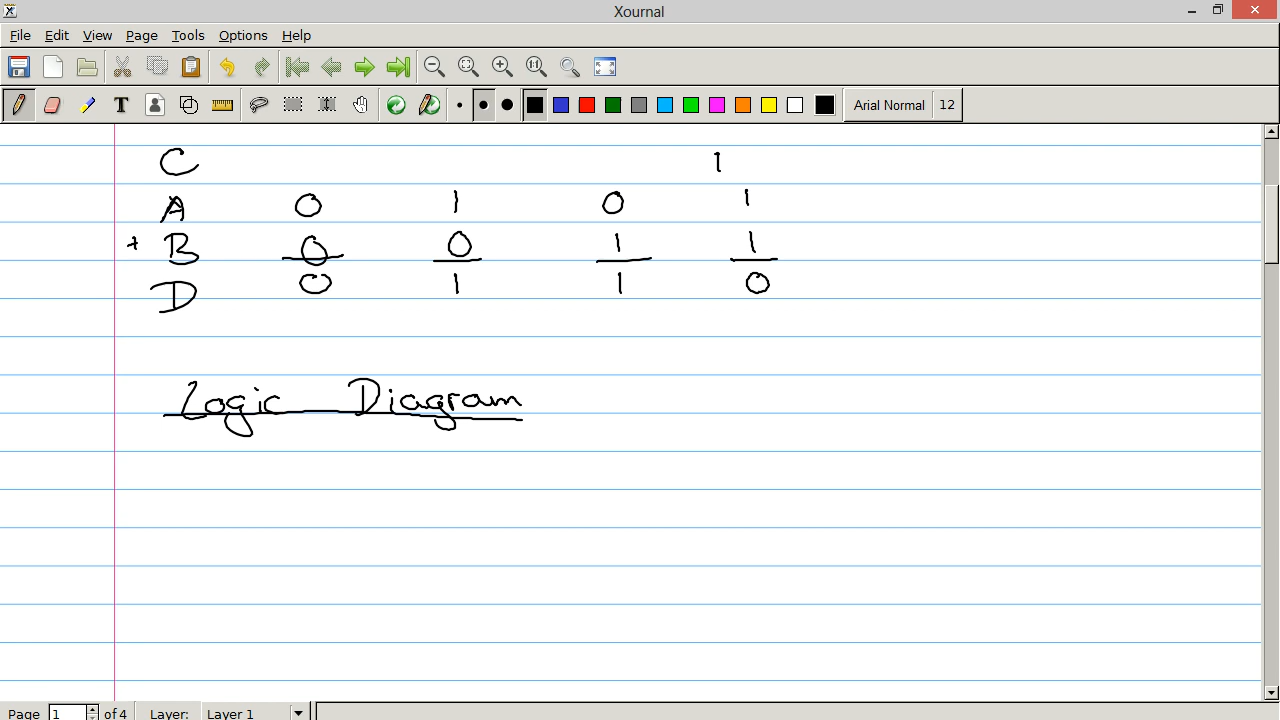 Xournal
File Edit View Page Tools Options Help
T Arial Normal 12
C 1
A 0 1 0 1
+ B 0 0 1 1
D 0 1 1 0
Logic Diagram
Page 1 of 4 Layer: Layer 1